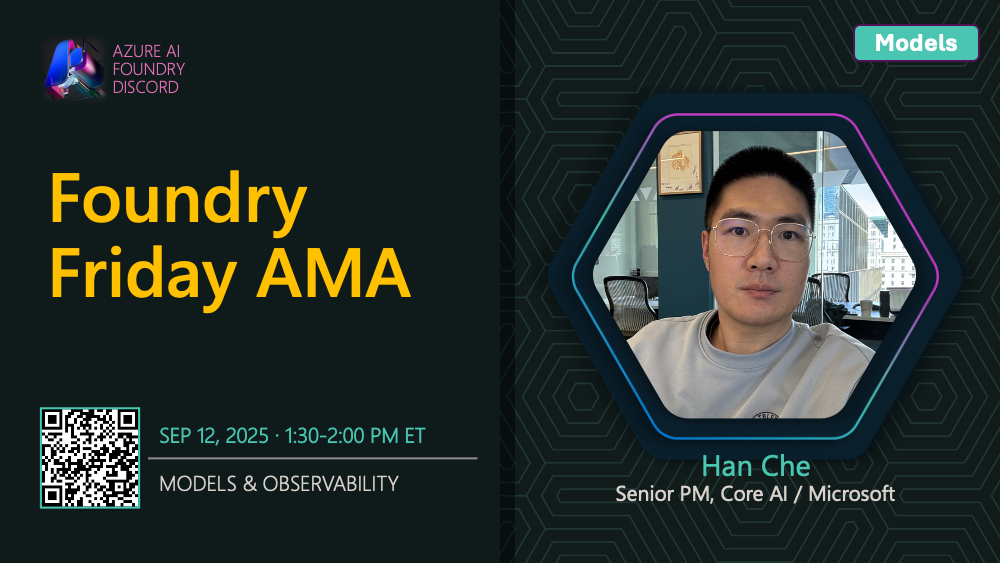 AZURE AI
FOUNDRY
DISCORD
Models
Foundry
Friday AMA
SEP 12, 2025 · 1:30-2:00 PM ET
MODELS & OBSERVABILITY
Han Che
Senior PM, Core AI / Microsoft